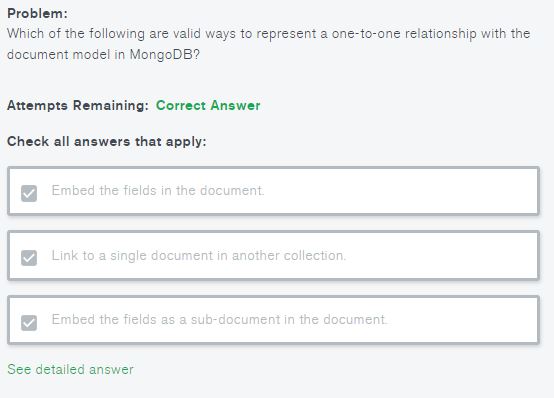 Problem:
Which of the following are valid ways to represent a one-to-one relationship with the
document model in MongoDB?
Attempts Remaining: Correct Answer
Check all answers that apply:
Embed the fields in the document.
Link to a single document in another collection.
Embed the fields as a sub-document in the document.
See detailed answer